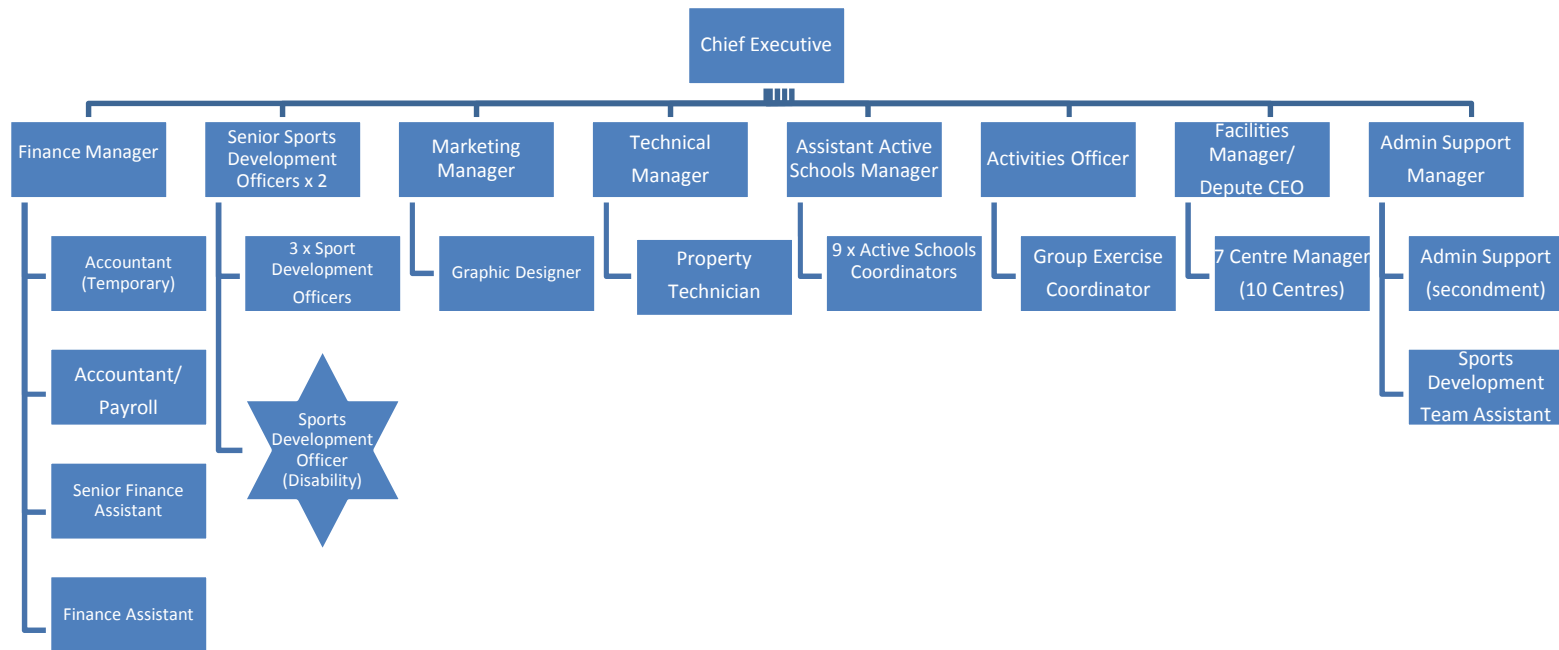 Chief Executive
Finance Manager
Senior Sports
Development
Officers x 2
Marketing
Manager
Technical
Manager
Assistant Active
Schools Manager
Activities Officer
Facilities
Manager/
Depute CEO
Admin Support
Manager
Accountant
(Temporary)
3 x Sport
Development
Officers
Graphic Designer
Property
Technician
9 x Active Schools
Coordinators
Group Exercise
Coordinator
7 Centre Manager
(10 Centres)
Admin Support
(secondment)
Accountant/
Payroll
Sports
Development
Officer
(Disability)
Sports
Development
Team Assistant
Senior Finance
Assistant
Finance Assistant